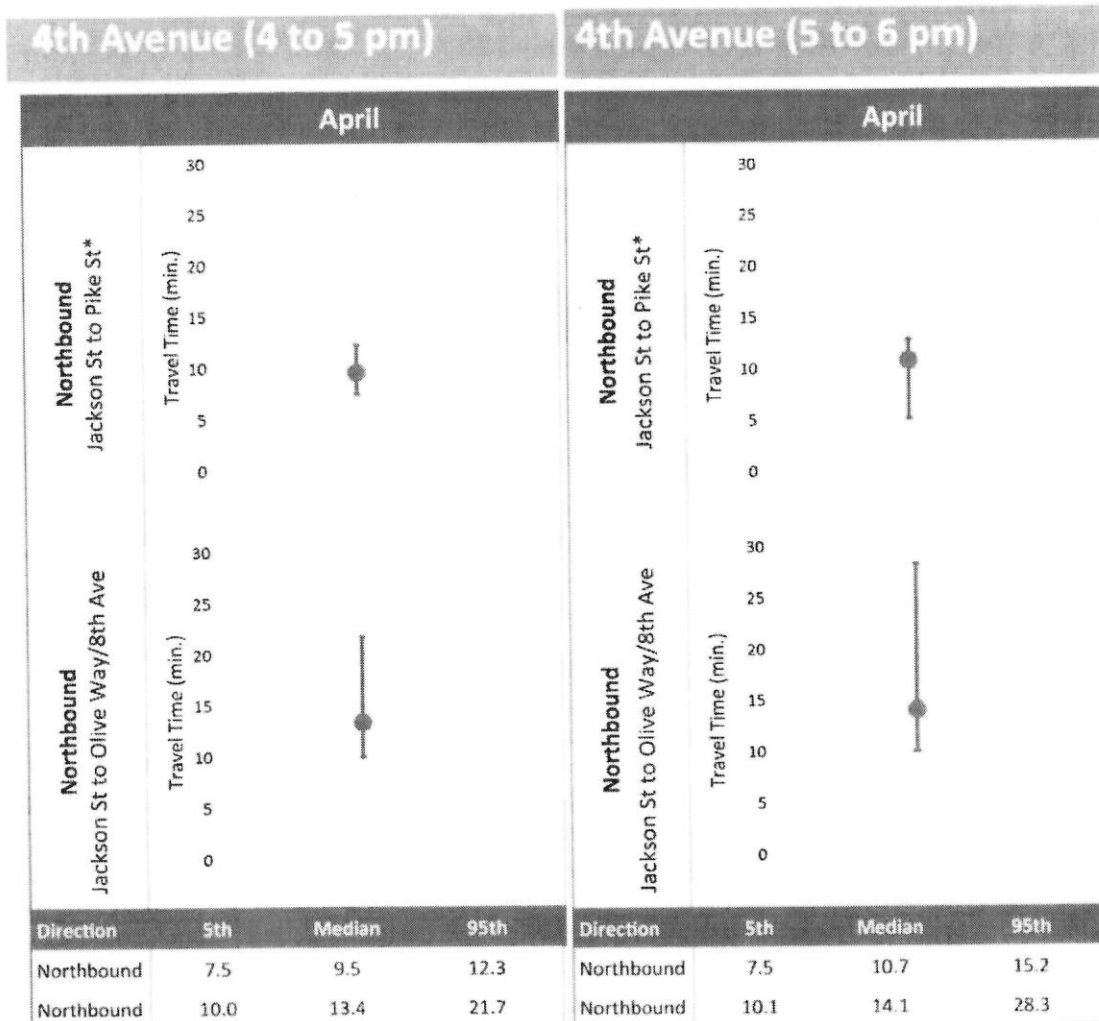 4th Avenue (4 to 5 pm)
April
Northbound
Jackson St to Pike St*
Travel Time (min.)
30
25
20
15
10
5
0
Northbound
Jackson St to Olive Way/8th Ave
Travel Time (min.)
30
25
20
15
10
5
0
Direction 5th Median 95th
Northbound 7.5 9.5 12.3
Northbound 10.0 13.4 21.7
4th Avenue (5 to 6 pm)
April
Northbound
Jackson St to Pike St*
Travel Time (min.)
30
25
20
15
10
5
0
Northbound
Jackson St to Olive Way/8th Ave
Travel Time (min.)
30
25
20
15
10
5
0
Direction 5th Median 95th
Northbound 7.5 10.7 15.2
Northbound 10.1 14.1 28.3